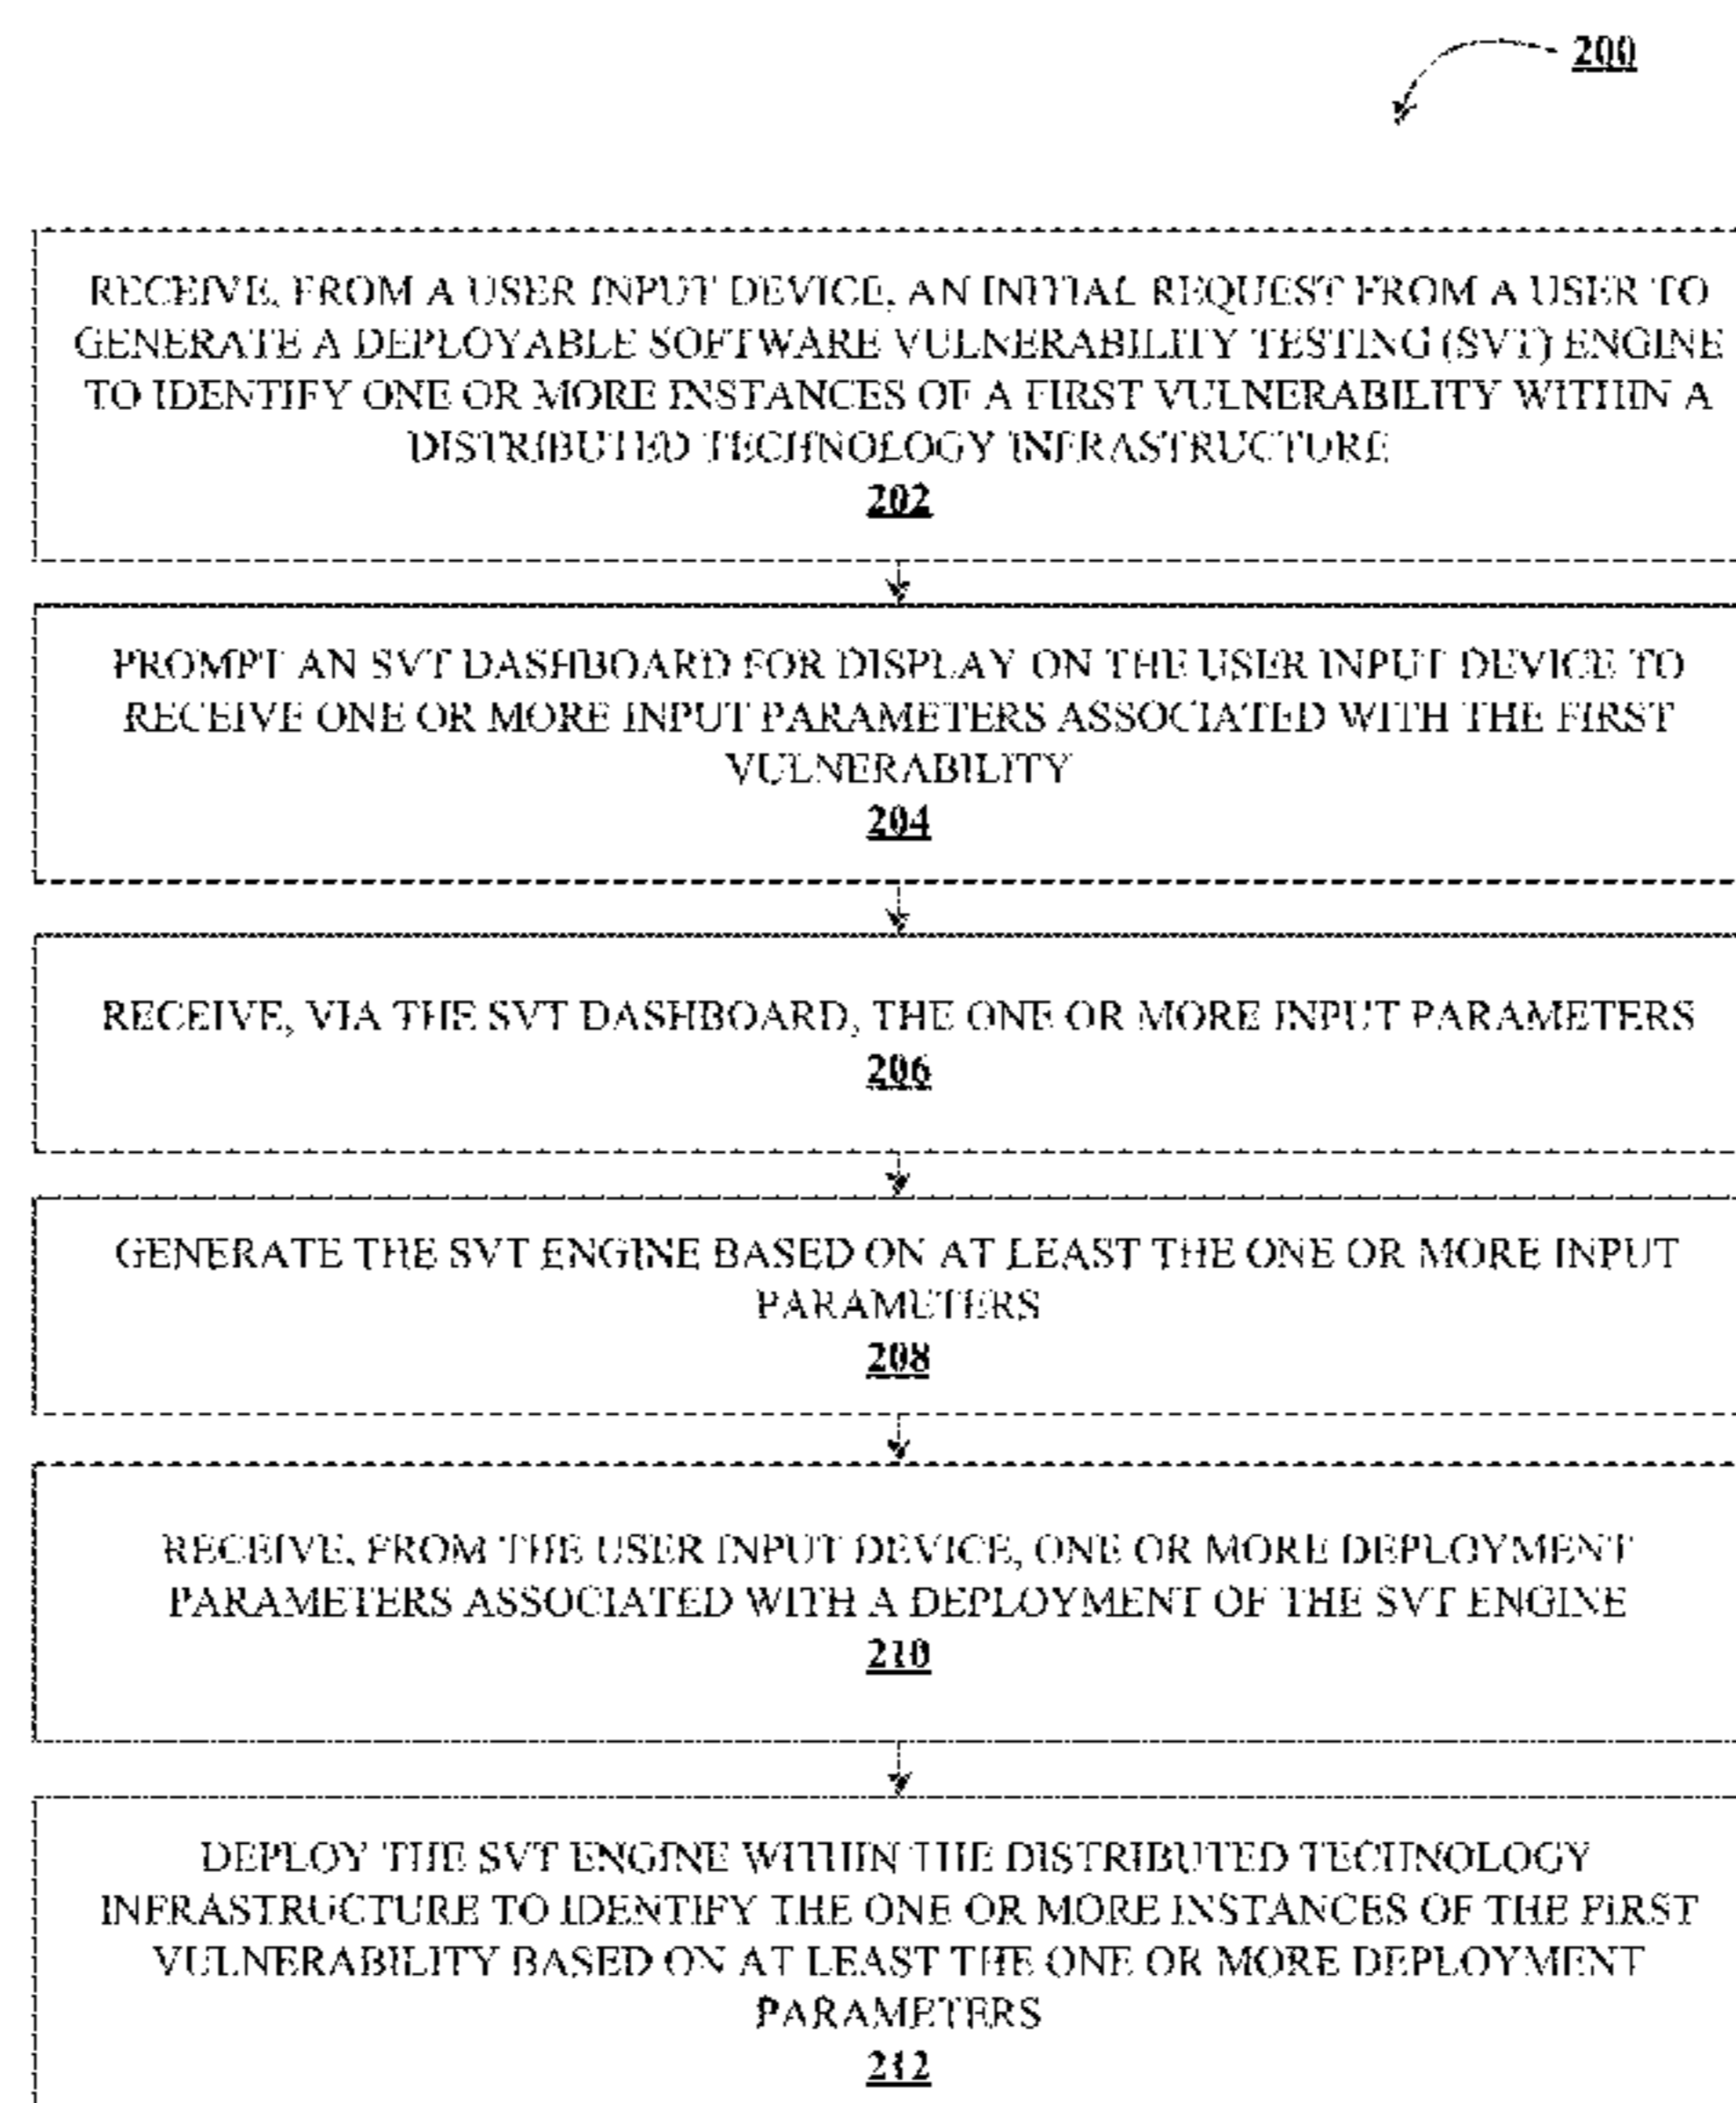 200
RECEIVE, FROM A USER INPUT DEVICE, AN INITIAL REQUEST FROM A USER TO
GENERATE A DEPLOYABLE SOFTWARE VULNERABILITY TESTING (SVT) ENGINE
TO IDENTIFY ONE OR MORE INSTANCES OF A FIRST VULNERABILITY WITHIN A
DISTRIBUTED TECHNOLOGY INFRASTRUCTURE
202
PROMPT AN SVT DASHBOARD FOR DISPLAY ON THE USER INPUT DEVICE TO
RECEIVE ONE OR MORE INPUT PARAMETERS ASSOCIATED WITH THE FIRST
VULNERABILITY
204
RECEIVE, VIA THE SVT DASHBOARD, THE ONE OR MORE INPUT PARAMETERS
206
GENERATE THE SVT ENGINE BASED ON AT LEAST THE ONE OR MORE INPUT
PARAMETERS
208
RECEIVE, FROM THE USER INPUT DEVICE, ONE OR MORE DEPLOYMENT
PARAMETERS ASSOCIATED WITH A DEPLOYMENT OF THE SVT ENGINE
210
DEPLOY THE SVT ENGINE WITHIN THE DISTRIBUTED TECHNOLOGY
INFRASTRUCTURE TO IDENTIFY THE ONE OR MORE INSTANCES OF THE FIRST
VULNERABILITY BASED ON AT LEAST THE ONE OR MORE DEPLOYMENT
PARAMETERS
212